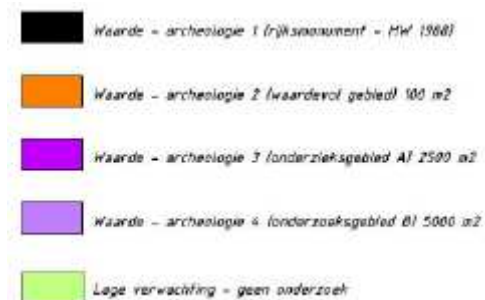 Waarde - archeologie 1 (rijksmonument - MW 1988)
Waarde - archeologie 2 (waardevol gebied) 100 m2
Waarde - archeologie 3 (onderzieksgebied A) 2500 m2
Waarde - archeologie 4 (onderzoeksgebied B) 5000 m2
Lage verwachting - geen onderzoek